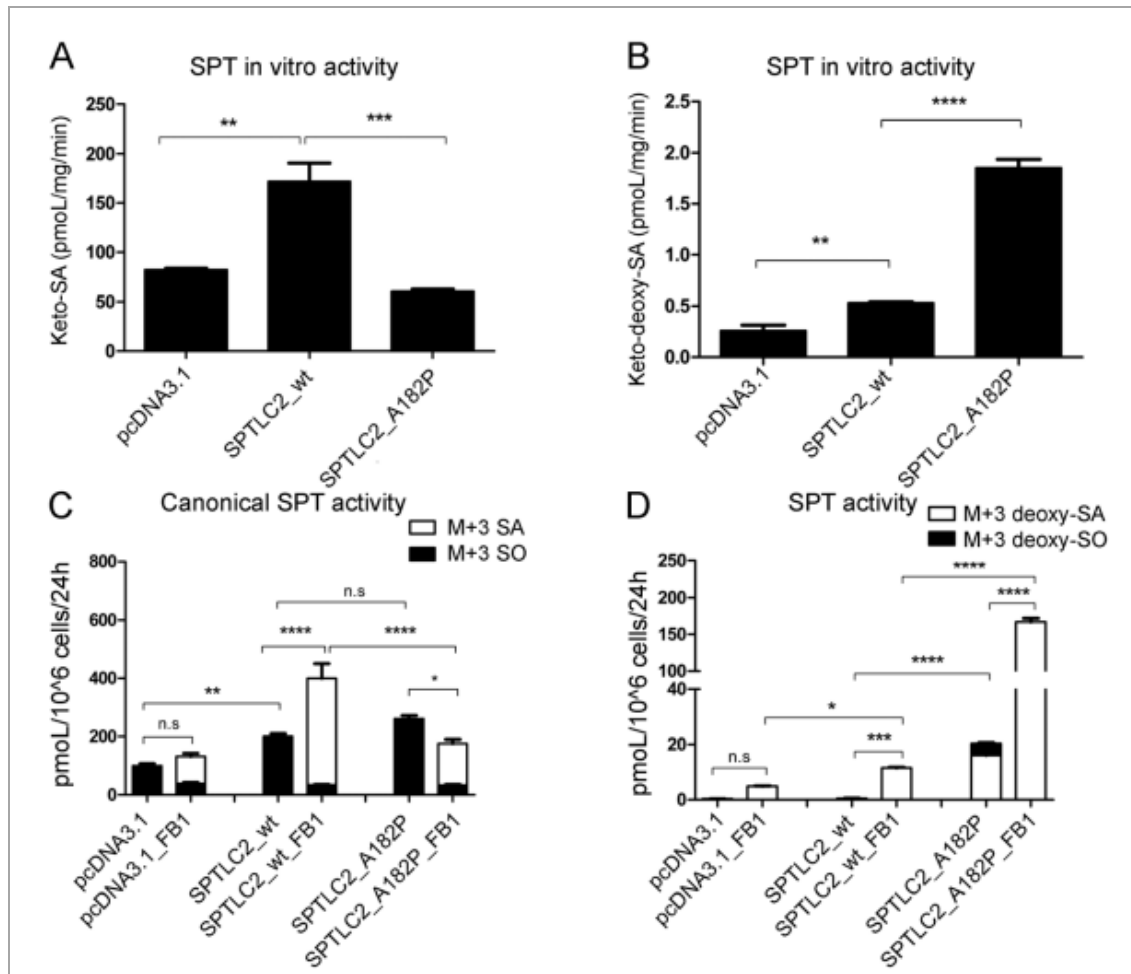 A
SPT in vitro activity
Keto-SA (pmoL/mg/min)
250
200
150
100
50
0
**
***
pcDNA3.1
SPTLC2_wt
SPTLC2_A182P
B
SPT in vitro activity
Keto-deoxy-SA (pmoL/mg/min)
2.5
2.0
1.5
1.0
0.5
0.0
**
****
pcDNA3.1
SPTLC2_wt
SPTLC2_A182P
C
Canonical SPT activity
M+3 SA
M+3 SO
pmoL/10^6 cells/24h
800
600
400
200
0
n.s
**
****
n.s
****
*
pcDNA3.1
pcDNA3.1_FB1
SPTLC2_wt
SPTLC2_wt_FB1
SPTLC2_A182P
SPTLC2_A182P_FB1
D
SPT activity
M+3 deoxy-SA
M+3 deoxy-SO
pmoL/10^6 cells/24h
250
200
150
100
40
20
0
n.s
*
***
****
****
****
pcDNA3.1
pcDNA3.1_FB1
SPTLC2_wt
SPTLC2_wt_FB1
SPTLC2_A182P
SPTLC2_A182P_FB1